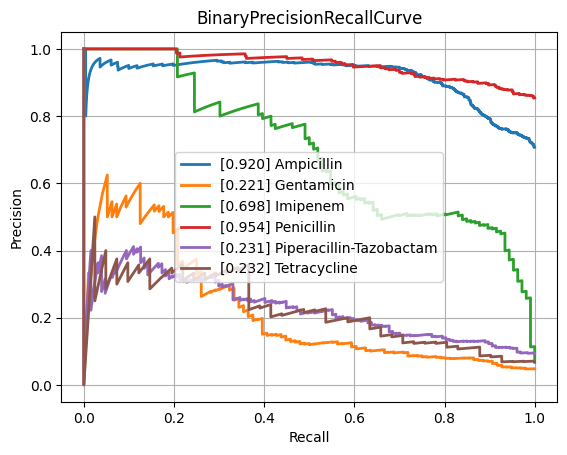 BinaryPrecisionRecallCurve
1.0
0.8
0.6
0.4
0.2
0.0
Precision
[0.920] Ampicillin
[0.221] Gentamicin
[0.698] Imipenem
[0.954] Penicillin
[0.231] Piperacillin-Tazobactam
[0.232] Tetracycline
0.0 0.2 0.4 0.6 0.8 1.0
Recall